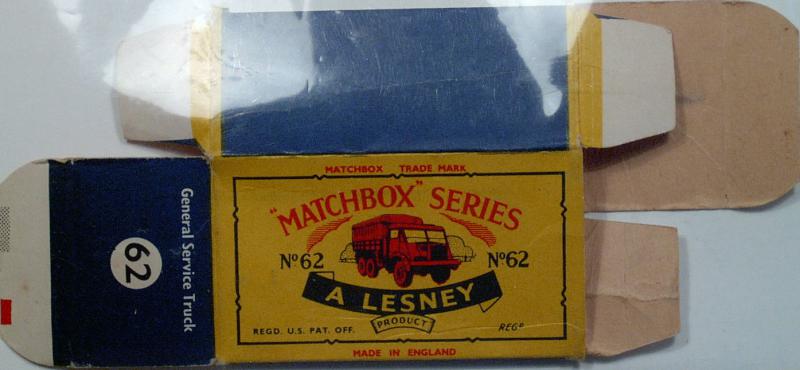 General Service Truck
62
MATCHBOX TRADE MARK
"MATCHBOX" SERIES
Nº62 Nº62
A LESNEY
PRODUCT
REGD. U.S. PAT. OFF. REGD
MADE IN ENGLAND